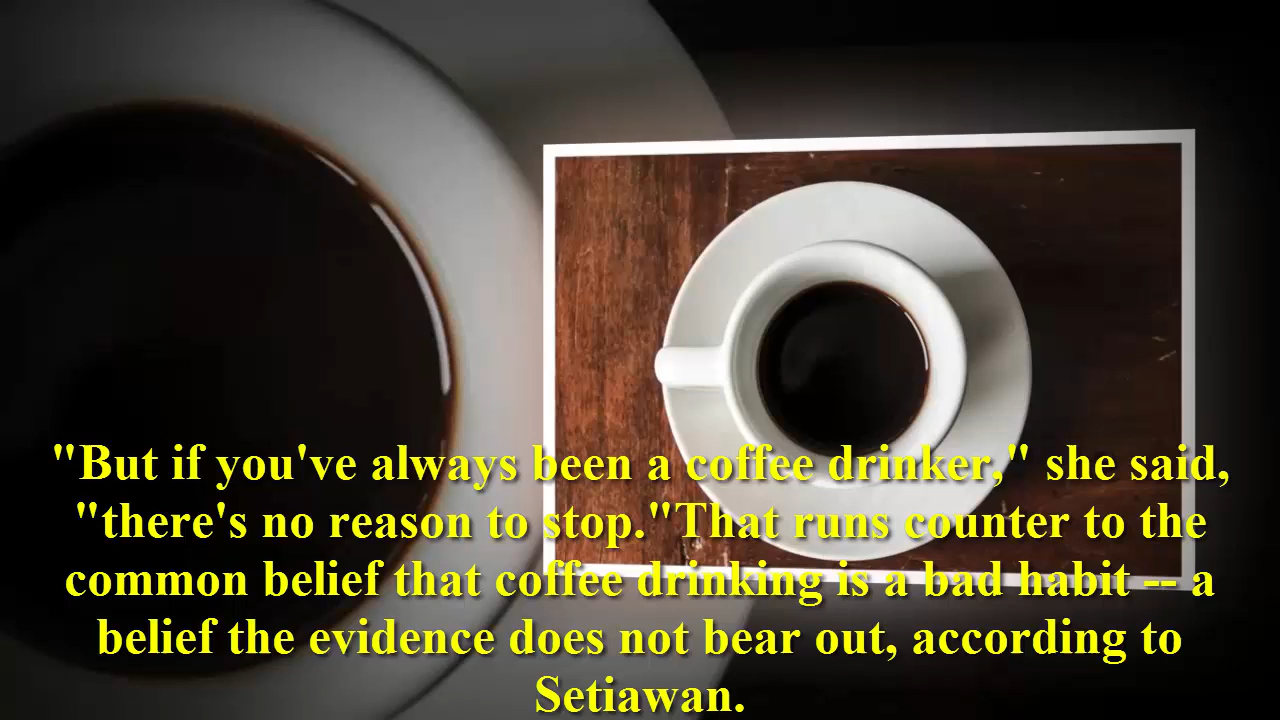 "But if you've always been a coffee drinker," she said,
"there's no reason to stop."That runs counter to the
common belief that coffee drinking is a bad habit -- a
belief the evidence does not bear out, according to
Setiawan.